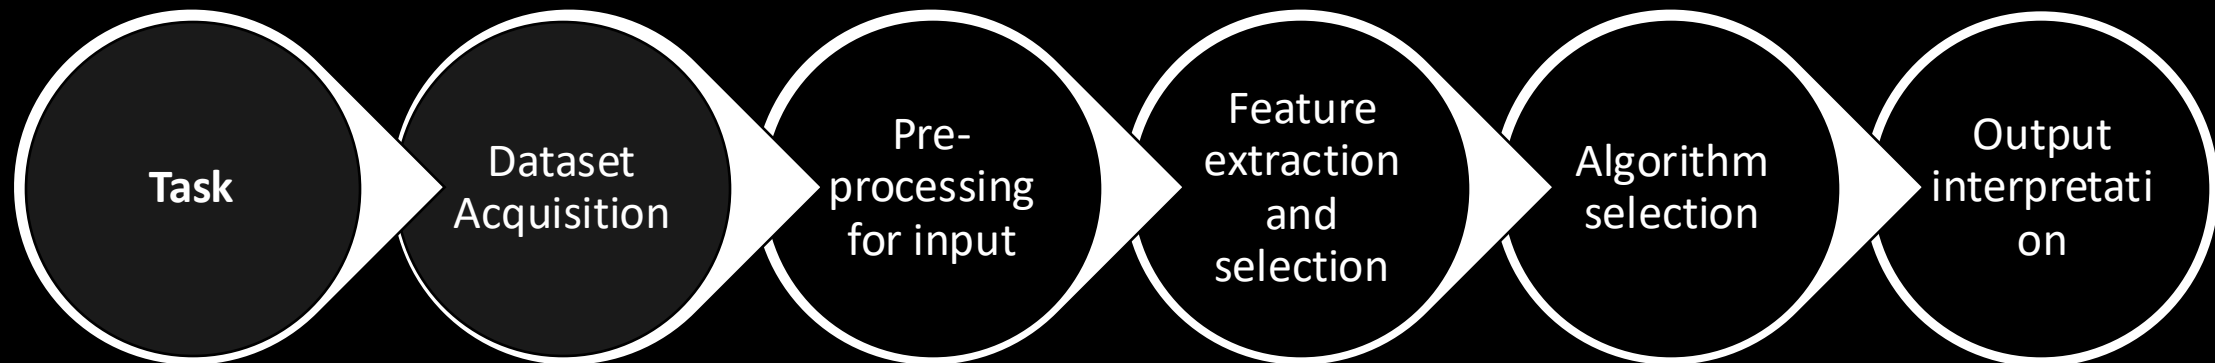 Task
Dataset
Acquisition
Pre-
processing
for input
Feature
extraction
and
selection
Algorithm
selection
Output
interpretati
on